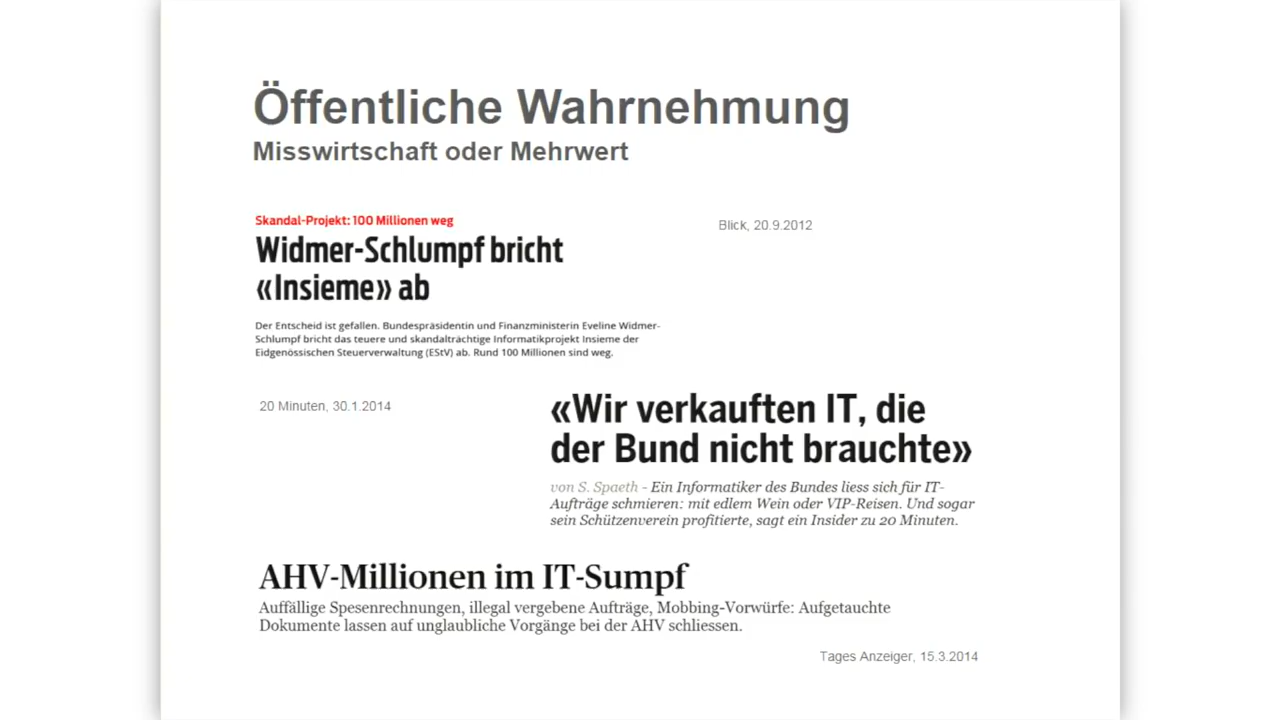 Öffentliche Wahrnehmung
Misswirtschaft oder Mehrwert
Skandal-Projekt: 100 Millionen weg
Blick, 20.9.2012
Widmer-Schlumpf bricht
«Insieme» ab
Der Entscheid ist gefallen. Bundespräsidentin und Finanzministerin Eveline Widmer-
Schlumpf bricht das teuere und skandalträchtige Informatikprojekt Insieme der
Eidgenössischen Steuerverwaltung (EStV) ab. Rund 100 Millionen sind weg.
20 Minuten, 30.1.2014
«Wir verkauften IT, die
der Bund nicht brauchte»
von S. Spaeth - Ein Informatiker des Bundes liess sich für IT-
Aufträge schmieren: mit edlem Wein oder VIP-Reisen. Und sogar
sein Schützenverein profitierte, sagt ein Insider zu 20 Minuten.
AHV-Millionen im IT-Sumpf
Auffällige Spesenrechnungen, illegal vergebene Aufträge, Mobbing-Vorwürfe: Aufgetauchte
Dokumente lassen auf unglaubliche Vorgänge bei der AHV schliessen.
Tages Anzeiger, 15.3.2014